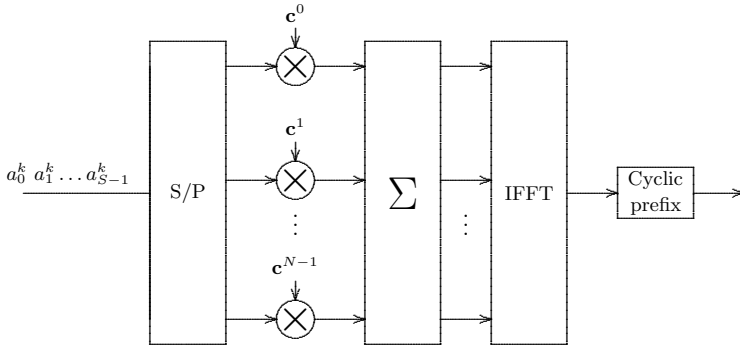 c^0
c^1
a_0^k a_1^k … a_{S−1}^k
S/P
⋮
c^{N−1}
Σ
⋮
IFFT
Cyclic
prefix